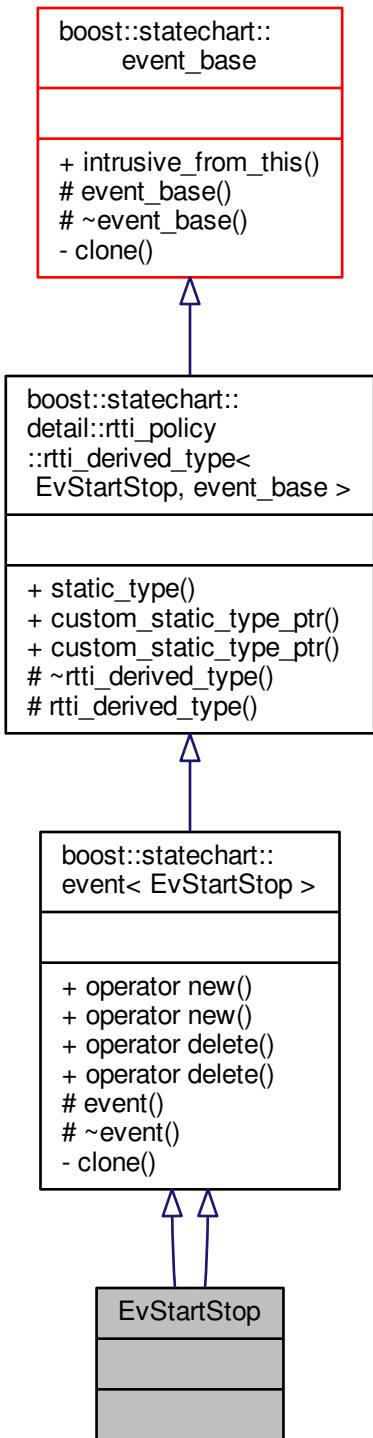 boost::statechart::
event_base
+ intrusive_from_this()
# event_base()
# ~event_base()
- clone()
boost::statechart::
detail::rtti_policy
::rtti_derived_type<
EvStartStop, event_base >
+ static_type()
+ custom_static_type_ptr()
+ custom_static_type_ptr()
# ~rtti_derived_type()
# rtti_derived_type()
boost::statechart::
event< EvStartStop >
+ operator new()
+ operator new()
+ operator delete()
+ operator delete()
# event()
# ~event()
- clone()
EvStartStop